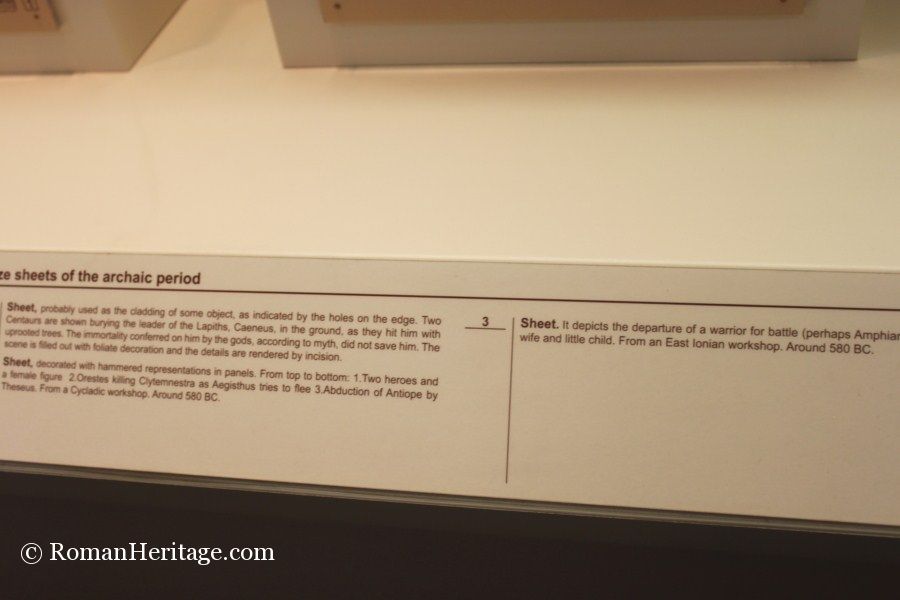 ze sheets of the archaic period
Sheet, probably used as the cladding of some object, as indicated by the holes on the edge. Two
Centaurs are shown burying the leader of the Lapiths, Caeneus, in the ground, as they hit him with
uprooted trees. The immortality conferred on him by the gods, according to myth, did not save him. The
scene is filled out with foliate decoration and the details are rendered by incision.
Sheet, decorated with hammered representations in panels. From top to bottom: 1.Two heroes and
a female figure 2.Orestes killing Clytemnestra as Aegisthus tries to flee 3.Abduction of Antiope by
Theseus. From a Cycladic workshop. Around 580 BC.
3
Sheet. It depicts the departure of a warrior for battle (perhaps Amphiar
wife and little child. From an East Ionian workshop. Around 580 BC.
© RomanHeritage.com